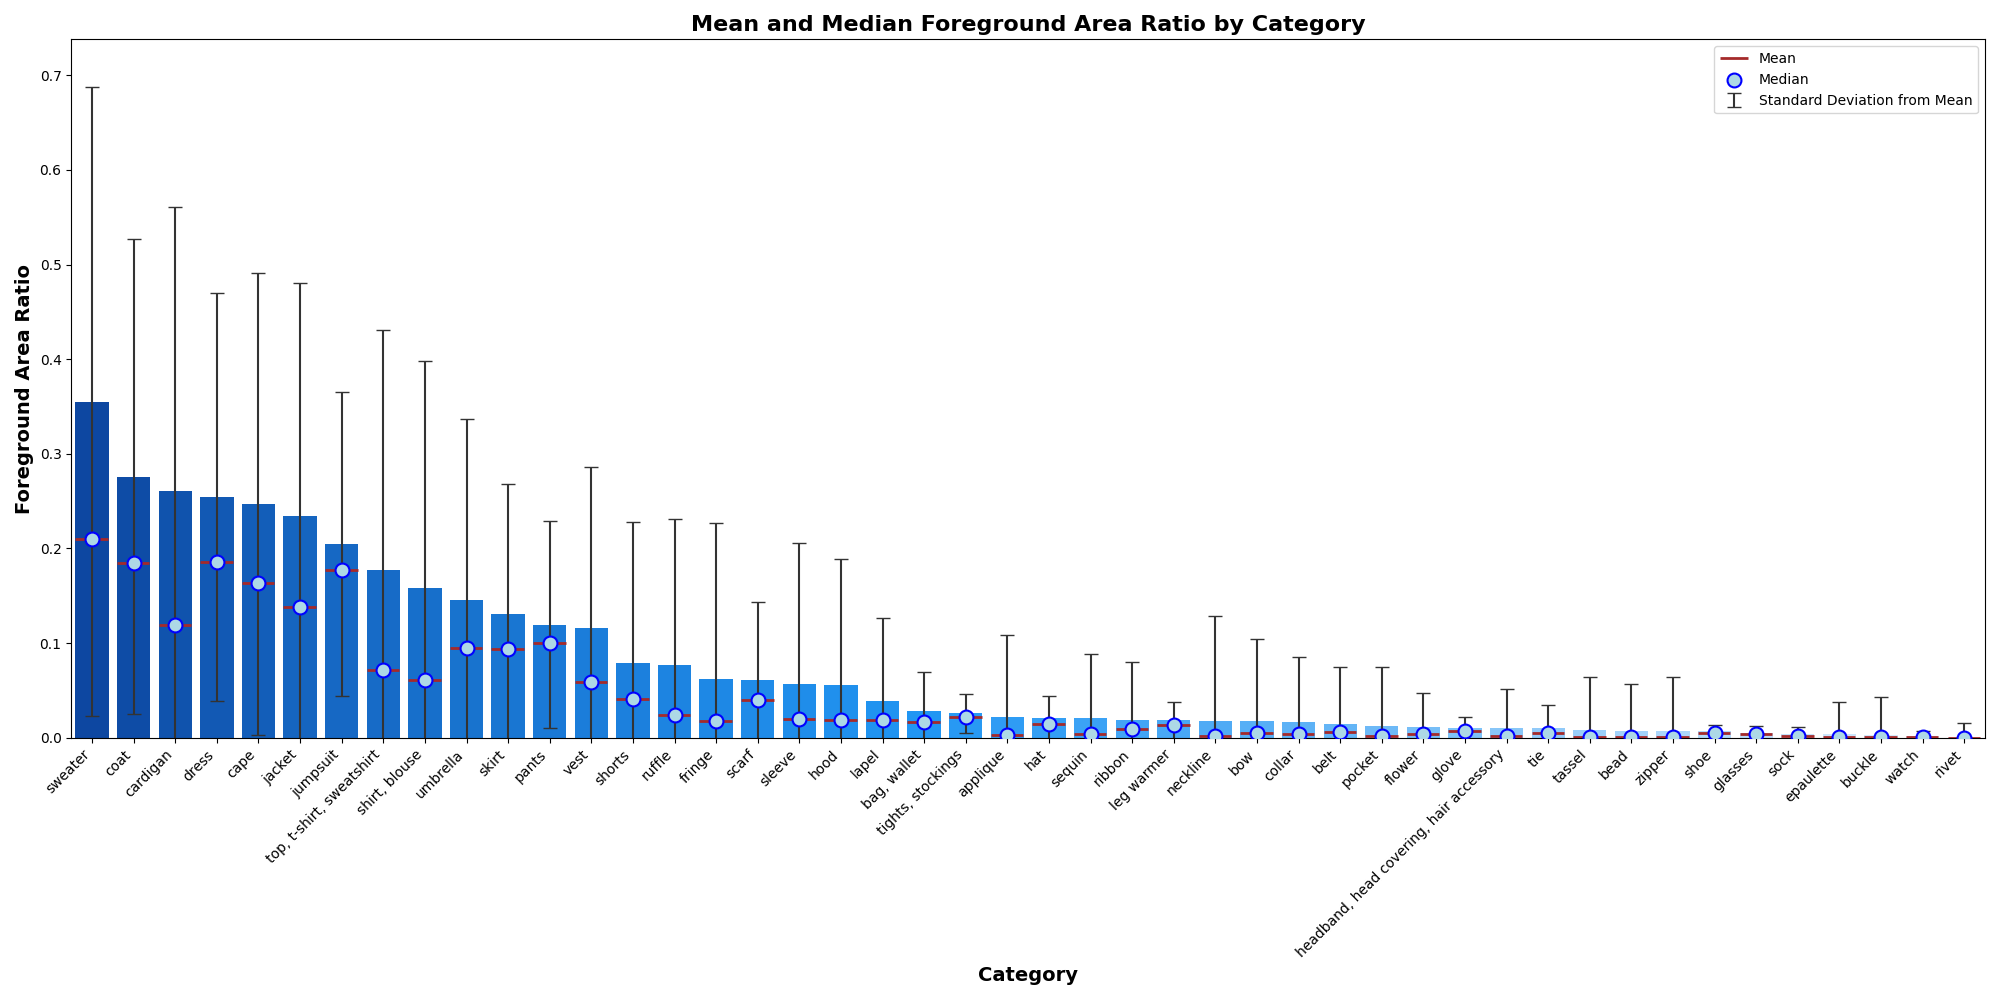 Mean and Median Foreground Area Ratio by Category
Mean
Median
Standard Deviation from Mean
Foreground Area Ratio
0.7
0.6
0.5
0.4
0.3
0.2
0.1
0.0
sweater
coat
cardigan
dress
cape
jacket
jumpsuit
top, t-shirt, sweatshirt
shirt, blouse
umbrella
skirt
pants
vest
shorts
ruffle
fringe
scarf
sleeve
hood
lapel
bag, wallet
tights, stockings
applique
hat
sequin
ribbon
leg warmer
neckline
bow
collar
belt
pocket
flower
glove
headband, head covering, hair accessory
tie
tassel
bead
zipper
shoe
glasses
sock
epaulette
buckle
watch
rivet
Category